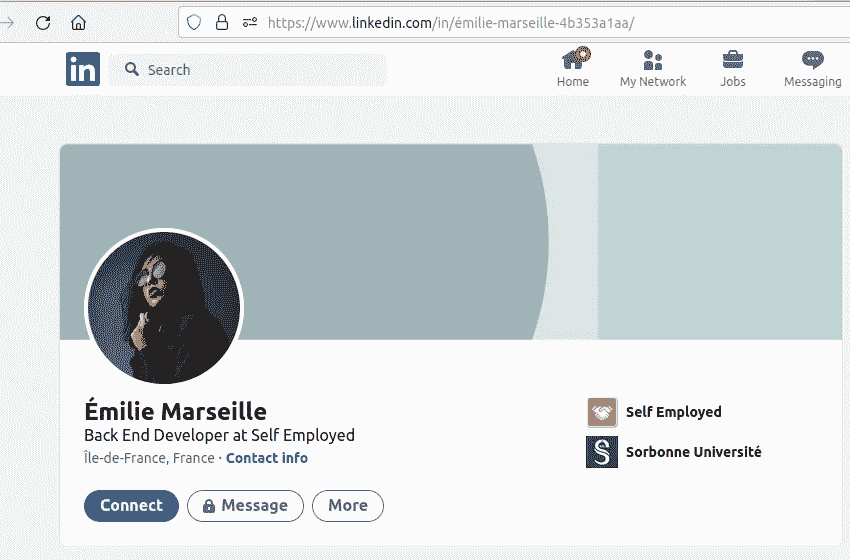 https://www.linkedin.com/in/émilie-marseille-4b353a1aa/
in
Search
Home
My Network
Jobs
Messaging
Émilie Marseille
Back End Developer at Self Employed
Île-de-France, France · Contact info
Self Employed
S
Sorbonne Université
Connect
Message
More